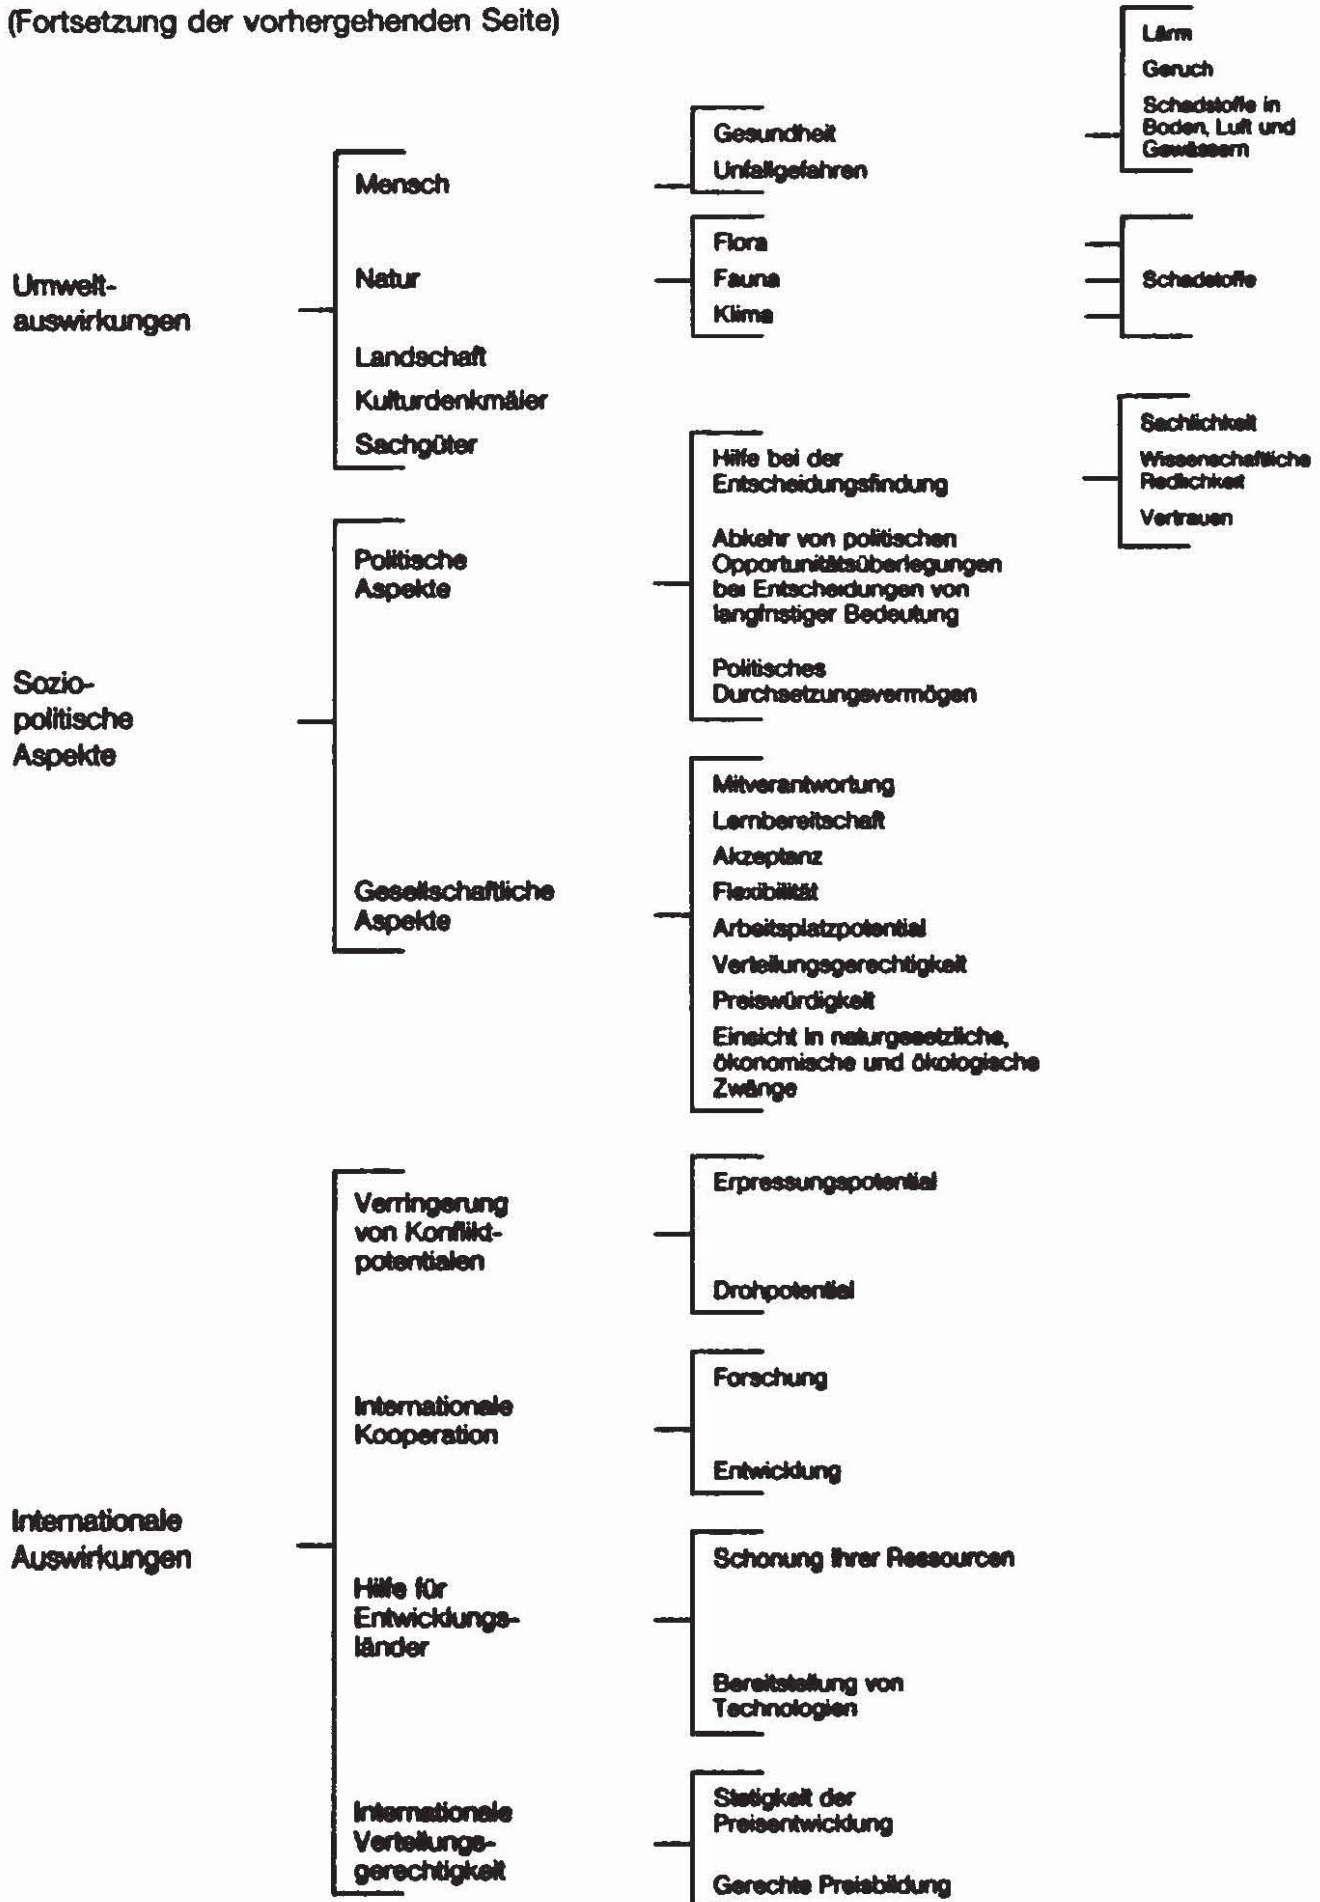 (Fortsetzung der vorhergehenden Seite)
Umwelt-
auswirkungen
Mensch
Natur
Landschaft
Kulturdenkmäler
Sachgüter
Gesundheit
Unfallgefahren
Lärm
Geruch
Schadstoffe in
Boden, Luft und
Gewässern
Flora
Fauna
Klima
Schadstoffe
Sozio-
politische
Aspekte
Politische
Aspekte
Hilfe bei der
Entscheidungsfindung
Abkehr von politischen
Opportunitätsüberlegungen
bei Entscheidungen von
langfristiger Bedeutung
Politisches
Durchsetzungsvermögen
Sachlichkeit
Wissenschaftliche
Redlichkeit
Vertrauen
Gesellschaftliche
Aspekte
Mitverantwortung
Lernbereitschaft
Akzeptanz
Flexibilität
Arbeitsplatzpotential
Verteilungsgerechtigkeit
Preiswürdigkeit
Einsicht in naturgesetzliche,
ökonomische und ökologische
Zwänge
Internationale
Auswirkungen
Verringerung
von Konflikt-
potentialen
Erpressungspotential
Drohpotential
Internationale
Kooperation
Forschung
Entwicklung
Hilfe für
Entwicklungs-
länder
Schonung ihrer Ressourcen
Bereitstellung von
Technologien
Internationale
Verteilungs-
gerechtigkeit
Stetigkeit der
Preisentwicklung
Gerechte Preisbildung